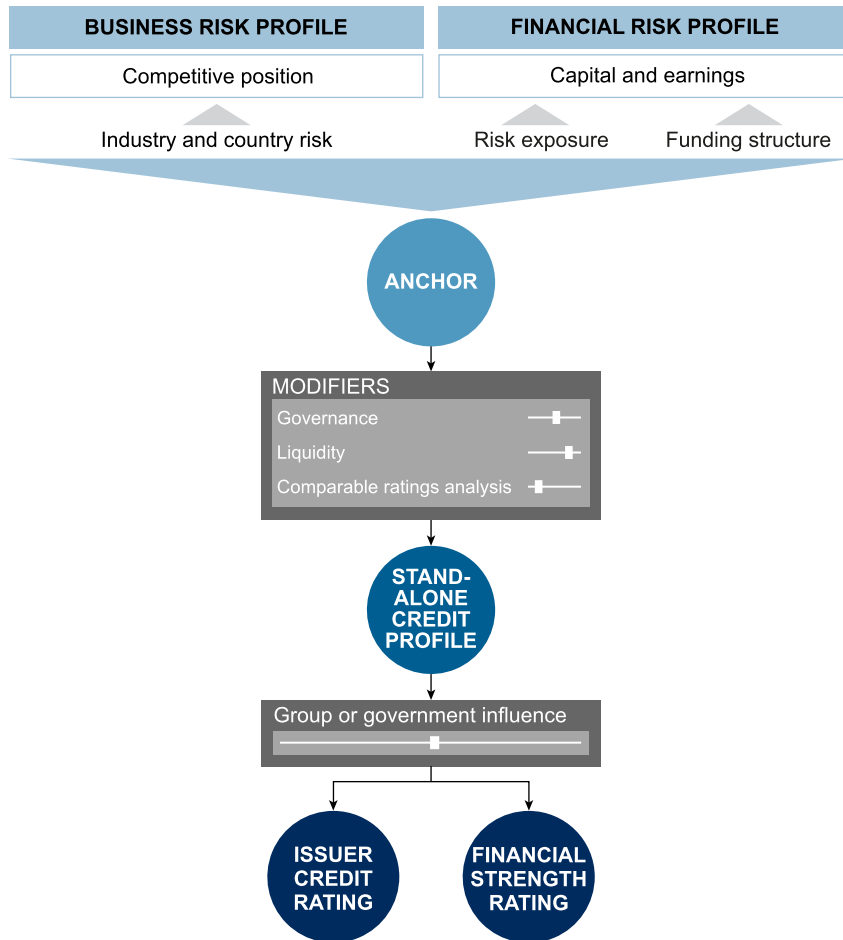 BUSINESS RISK PROFILE
FINANCIAL RISK PROFILE
Competitive position
Capital and earnings
Industry and country risk
Risk exposure
Funding structure
ANCHOR
MODIFIERS
Governance
Liquidity
Comparable ratings analysis
STAND-
ALONE
CREDIT
PROFILE
Group or government influence
ISSUER
CREDIT
RATING
FINANCIAL
STRENGTH
RATING